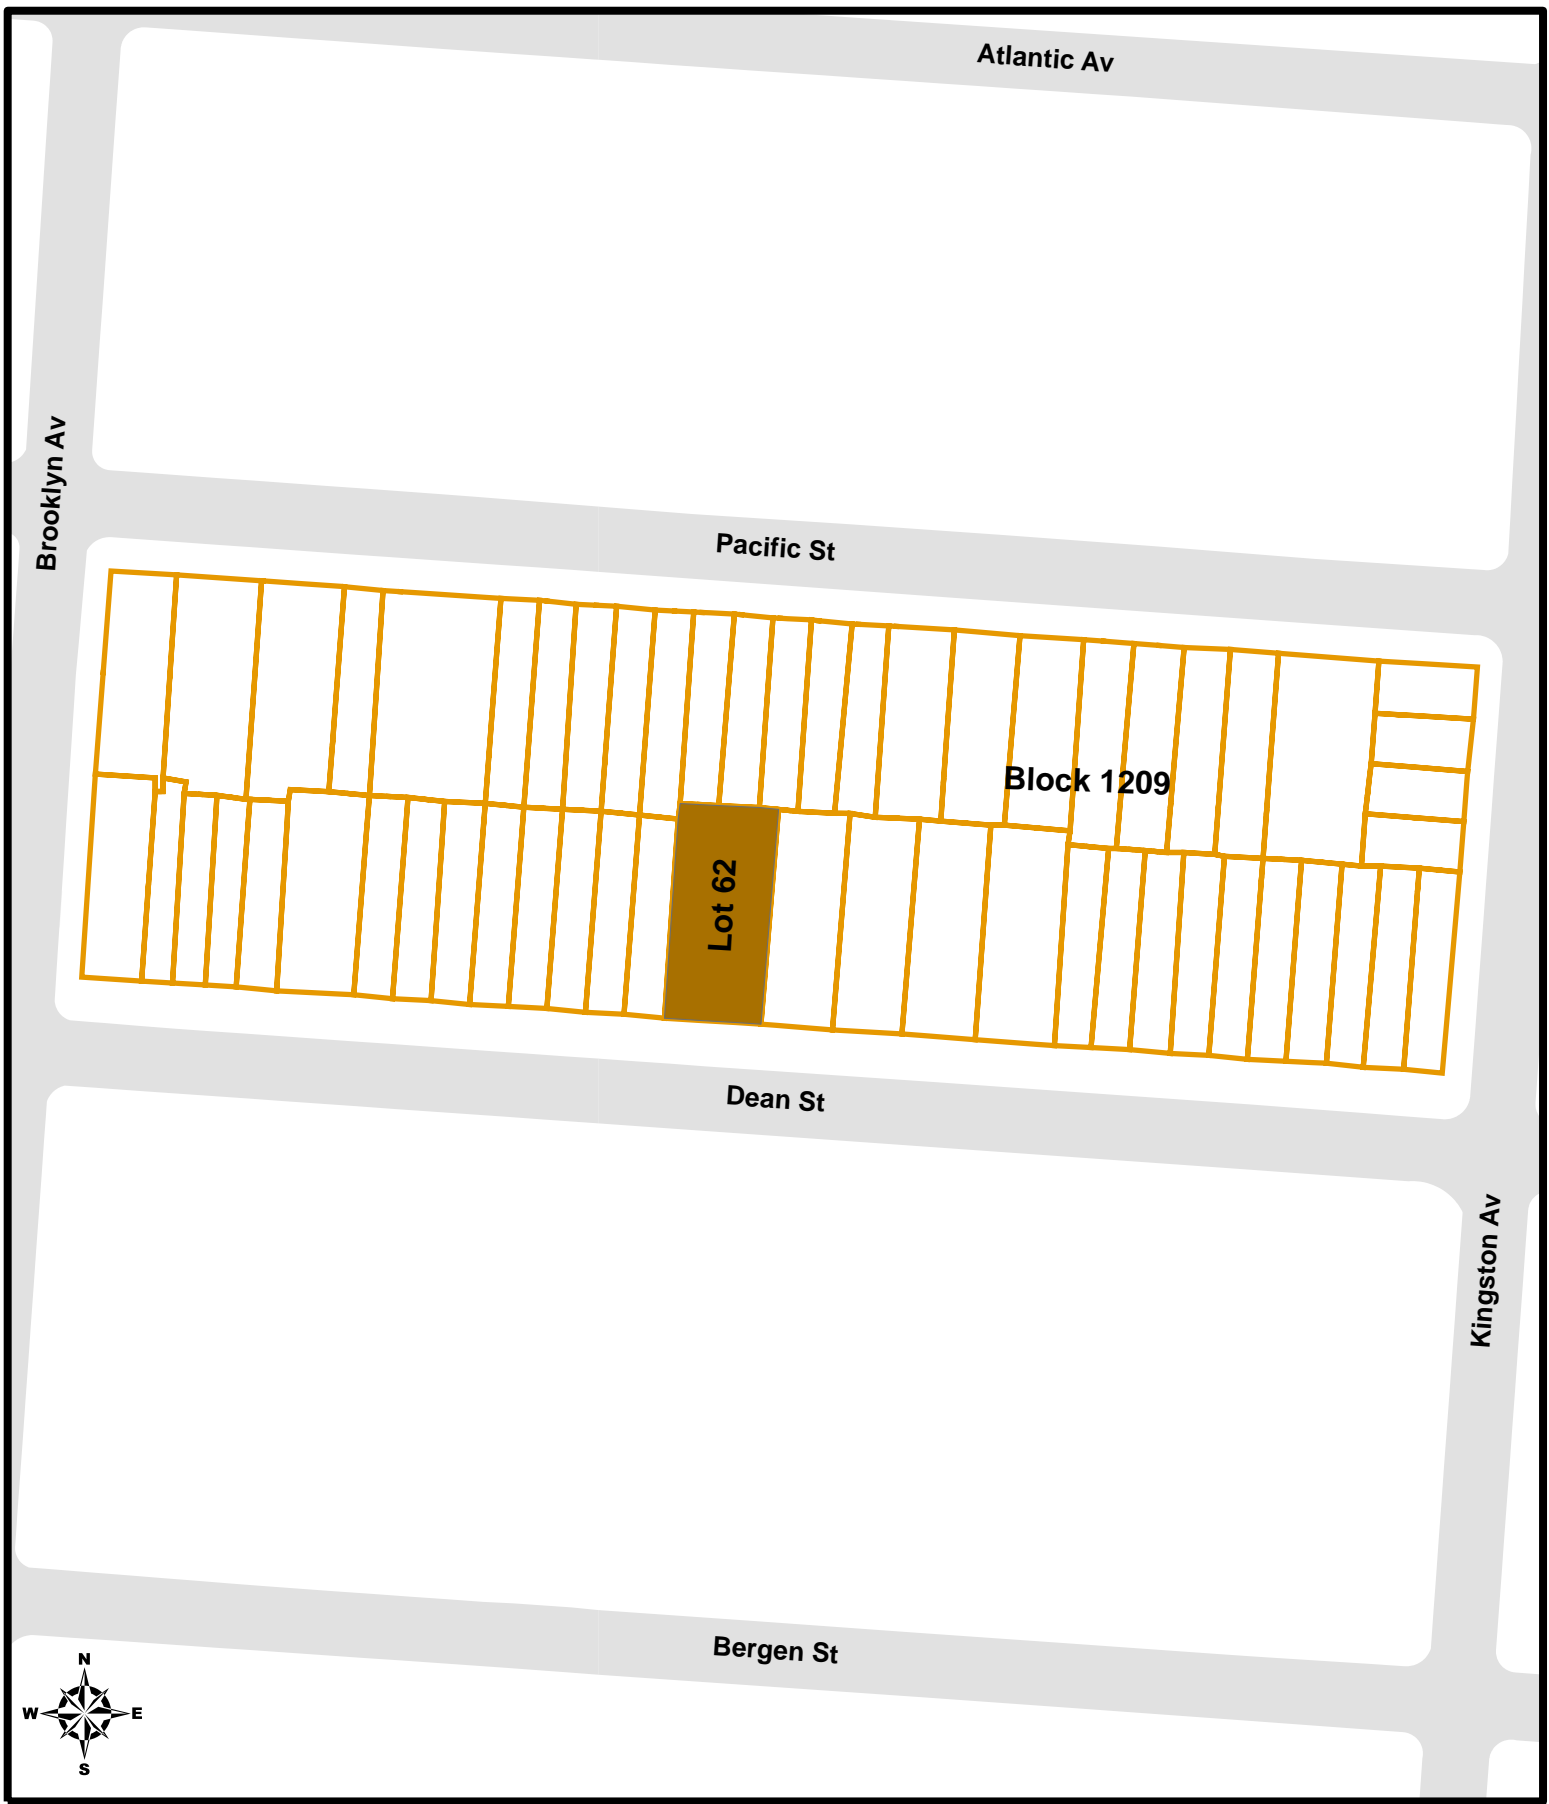 Atlantic Av
Brooklyn Av
Pacific St
Block 1209
Lot 62
Dean St
Kingston Av
Bergen St
N
W
E
S